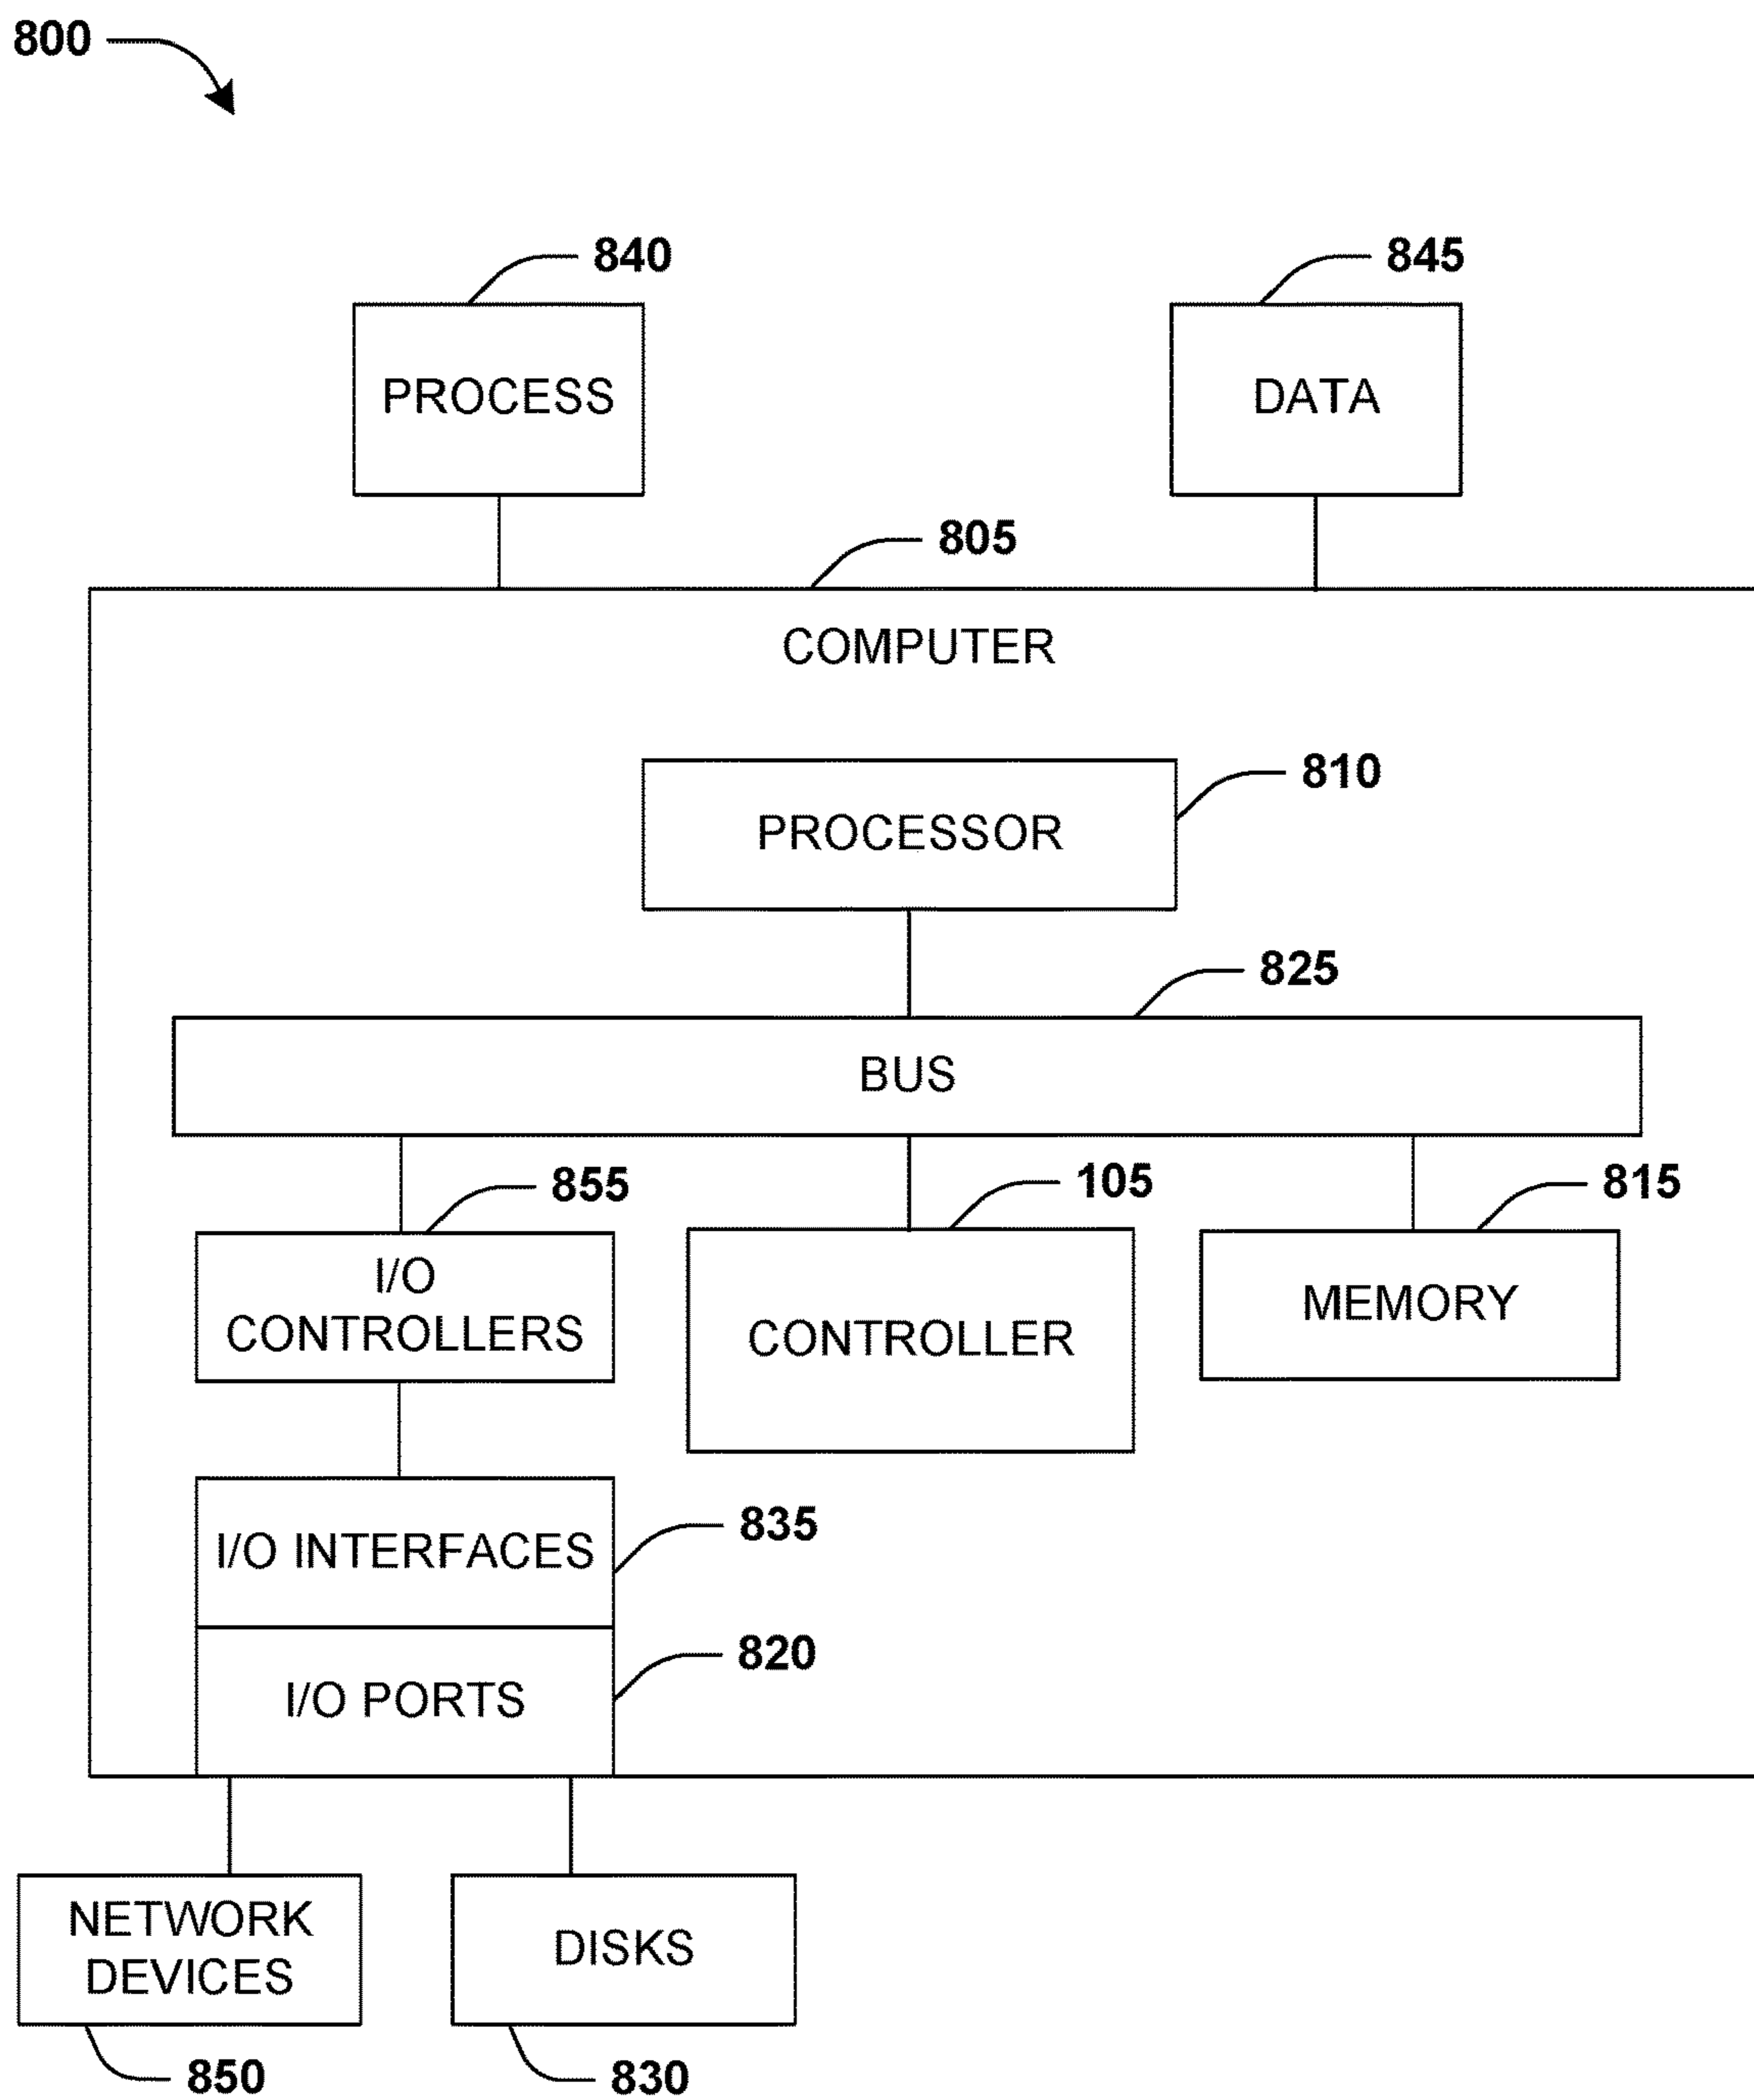 800
840
845
PROCESS
DATA
805
COMPUTER
810
PROCESSOR
825
BUS
855
105
815
I/O
CONTROLLERS
CONTROLLER
MEMORY
835
I/O INTERFACES
820
I/O PORTS
NETWORK
DEVICES
DISKS
850
830